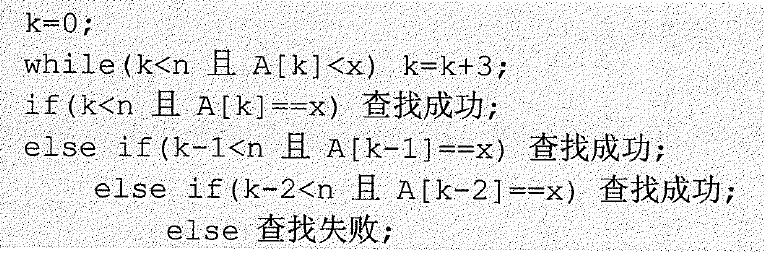 k=0;
while(k<n 且 A[k]<x) k=k+3;
if(k<n 且 A[k]==x) 查找成功;
else if(k-1<n 且 A[k-1]==x) 查找成功;
else if(k-2<n 且 A[k-2]==x) 查找成功;
else 查找失败;